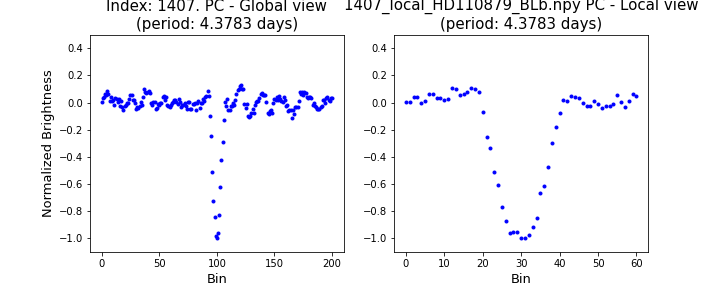 Index: 1407. PC - Global view
(period: 4.3783 days)
1407_local_HD110879_BLb.npy PC - Local view
(period: 4.3783 days)
Normalized Brightness
0.4
0.2
0.0
−0.2
−0.4
−0.6
−0.8
−1.0
0 50 100 150 200
Bin
0.4
0.2
0.0
−0.2
−0.4
−0.6
−0.8
−1.0
0 10 20 30 40 50 60
Bin